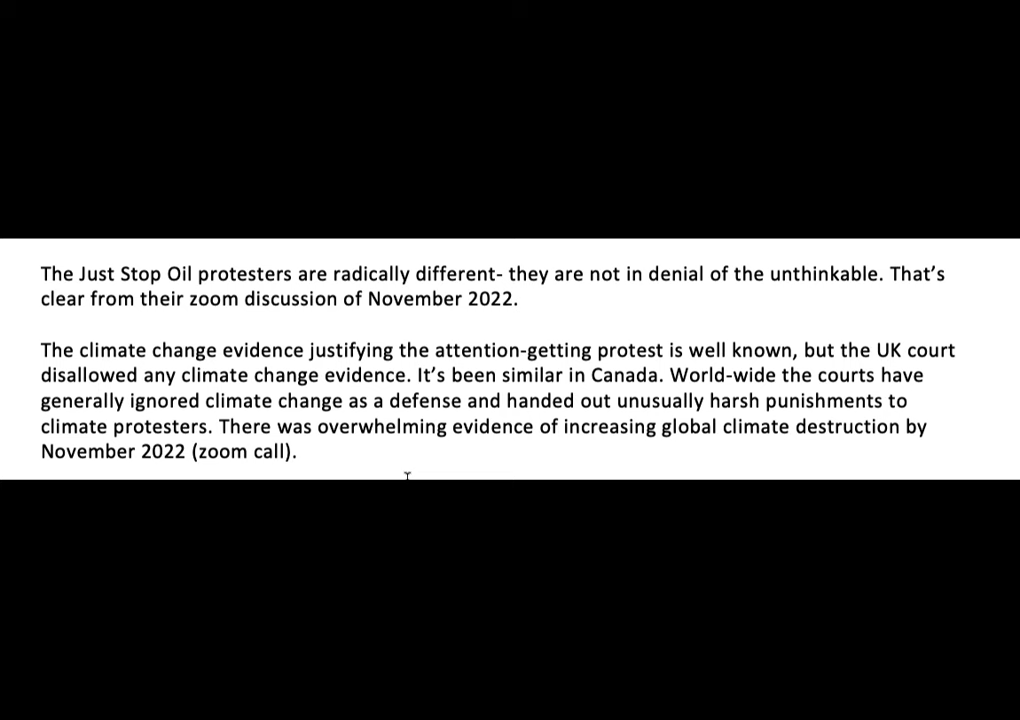 The Just Stop Oil protesters are radically different- they are not in denial of the unthinkable. That’s
clear from their zoom discussion of November 2022.
The climate change evidence justifying the attention-getting protest is well known, but the UK court
disallowed any climate change evidence. It’s been similar in Canada. World-wide the courts have
generally ignored climate change as a defense and handed out unusually harsh punishments to
climate protesters. There was overwhelming evidence of increasing global climate destruction by
November 2022 (zoom call).